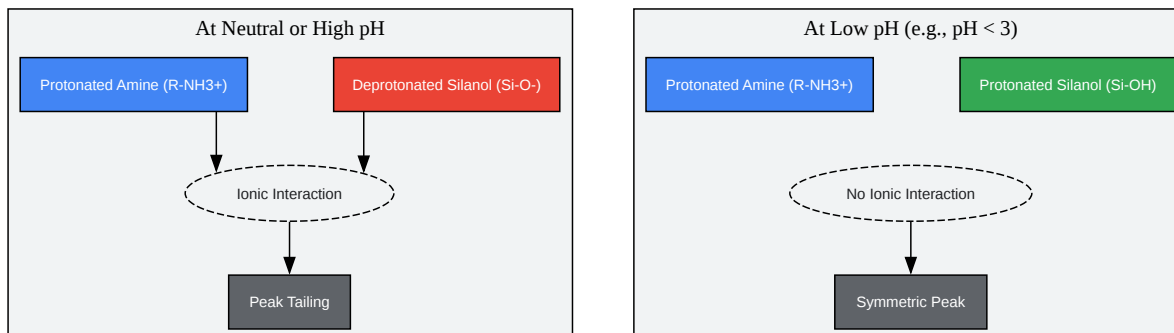 At Neutral or High pH
Protonated Amine (R-NH3+)
Deprotonated Silanol (Si-O-)
Ionic Interaction
Peak Tailing
At Low pH (e.g., pH < 3)
Protonated Amine (R-NH3+)
Protonated Silanol (Si-OH)
No Ionic Interaction
Symmetric Peak